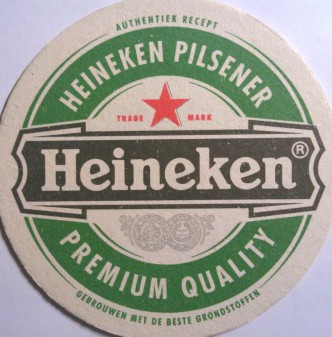 AUTHENTIEK RECEPT
HEINEKEN PILSENER
TRADE MARK
Heineken®
PREMIUM QUALITY
GEBROUWEN MET DE BESTE GRONDSTOFFEN